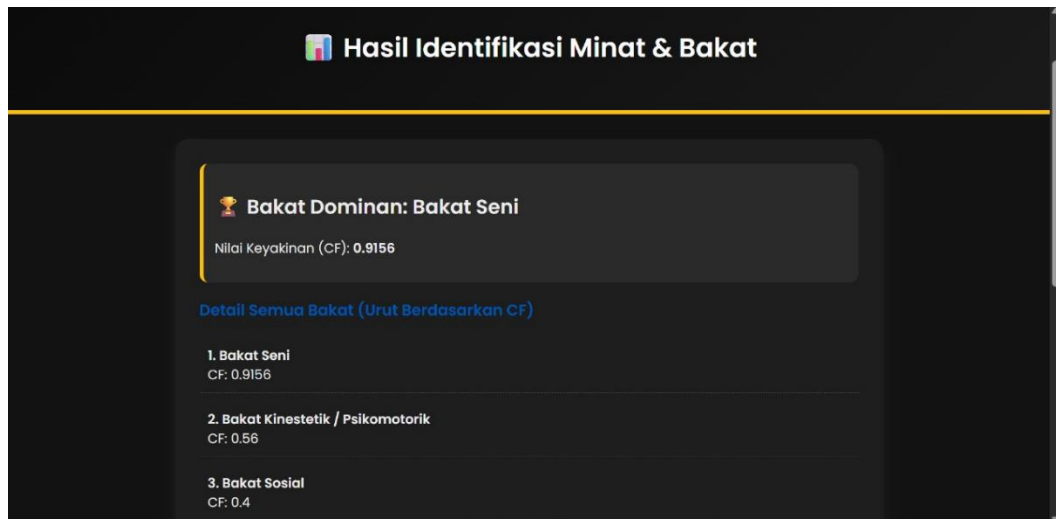 Hasil Identifikasi Minat & Bakat
Bakat Dominan: Bakat Seni
Nilai Keyakinan (CF): 0.9156
Detail Semua Bakat (Urut Berdasarkan CF)
1. Bakat Seni
CF: 0.9156
2. Bakat Kinestetik / Psikomotorik
CF: 0.56
3. Bakat Sosial
CF: 0.4